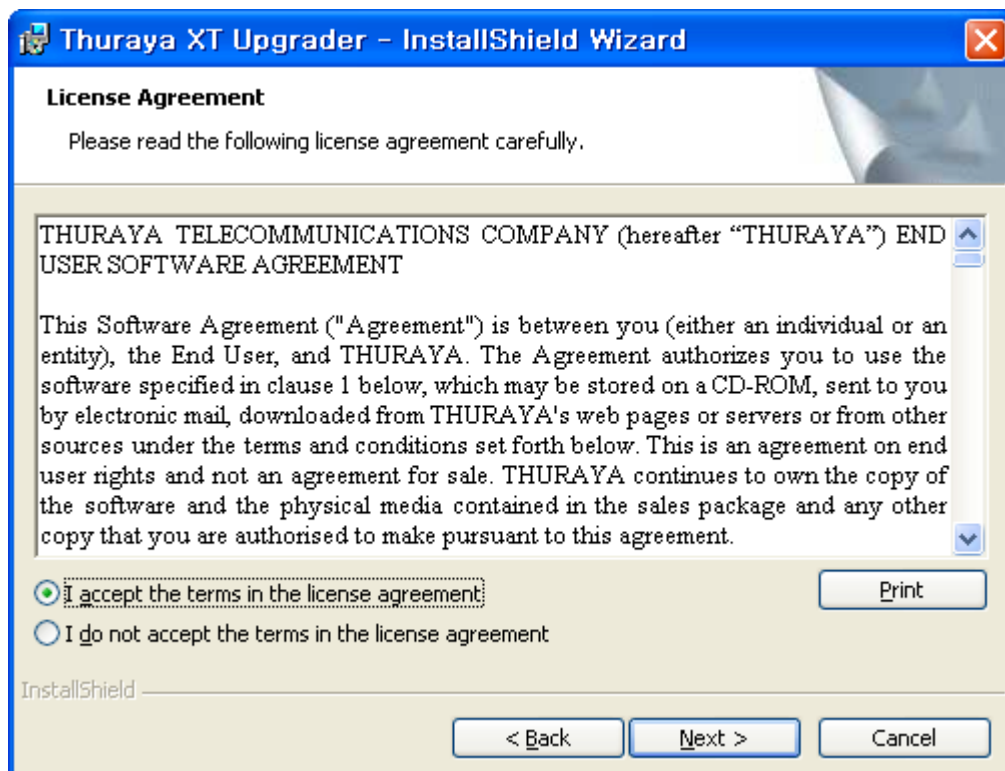 Thuraya XT Upgrader - InstallShield Wizard
License Agreement
Please read the following license agreement carefully.
THURAYA TELECOMMUNICATIONS COMPANY (hereafter “THURAYA”) END
USER SOFTWARE AGREEMENT
This Software Agreement ("Agreement") is between you (either an individual or an
entity), the End User, and THURAYA. The Agreement authorizes you to use the
software specified in clause 1 below, which may be stored on a CD-ROM, sent to you
by electronic mail, downloaded from THURAYA's web pages or servers or from other
sources under the terms and conditions set forth below. This is an agreement on end
user rights and not an agreement for sale. THURAYA continues to own the copy of
the software and the physical media contained in the sales package and any other
copy that you are authorised to make pursuant to this agreement.
I accept the terms in the license agreement
Print
I do not accept the terms in the license agreement
InstallShield
< Back
Next >
Cancel